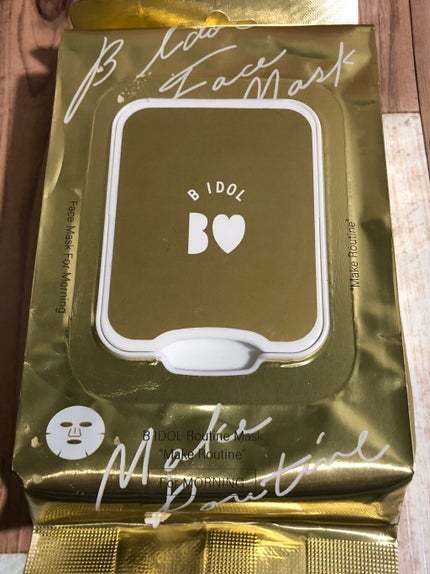 B Idol
Face
Mask
B IDOL
B♥
Face Mask For Morning
"Make Routine"
B IDOL Routine Mask
"Make Routine"
For MORNING
Make
Routine